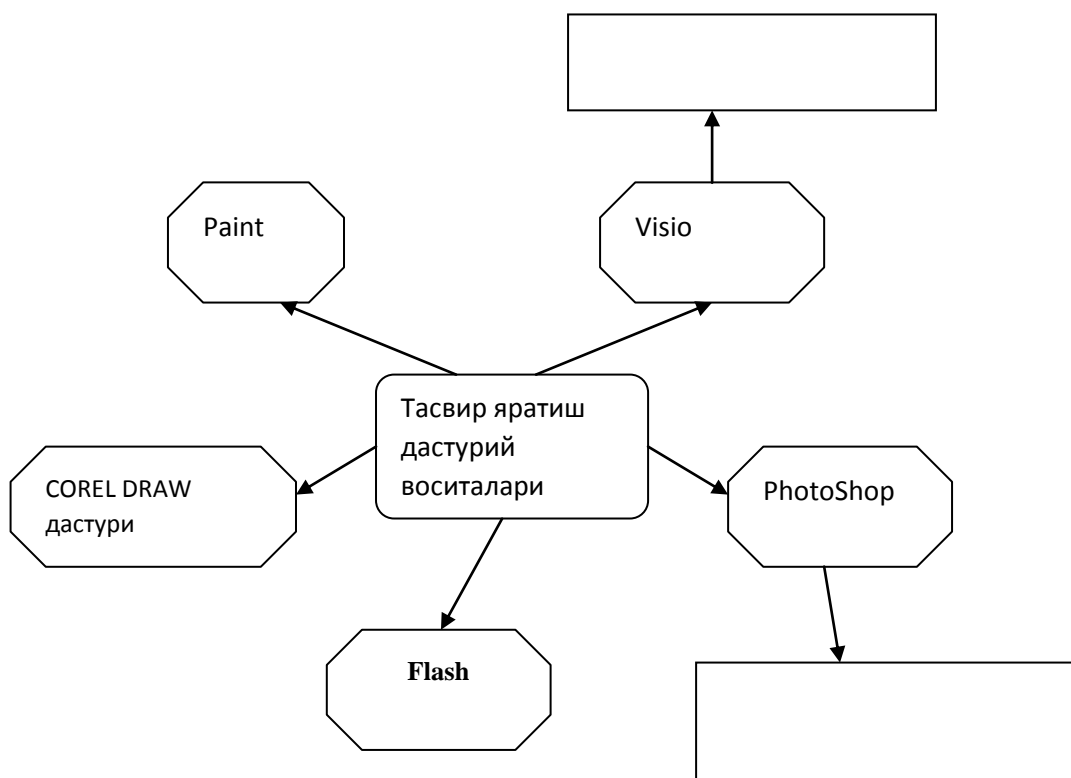 Paint
Visio
Тасвир яратиш
дастурий
воситалари
COREL DRAW
дастури
PhotoShop
Flash